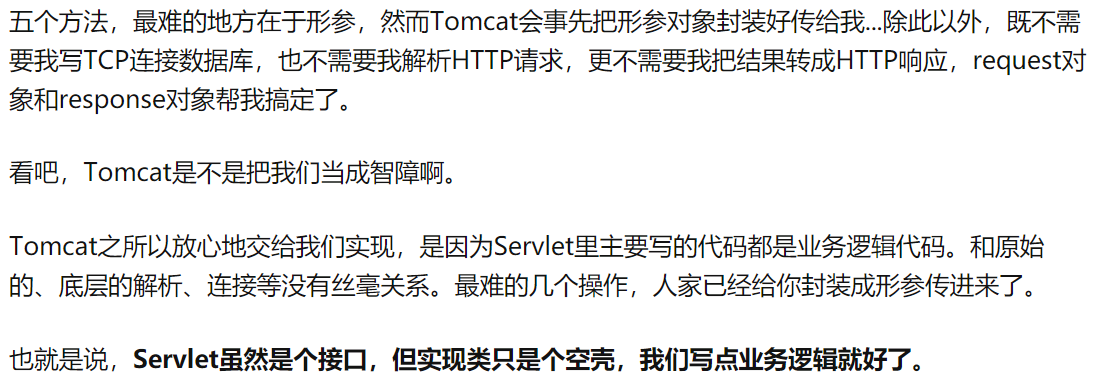 五个方法，最难的地方在于形参，然而Tomcat会事先把形参对象封装好传给我...除此以外，既不需
要我写TCP连接数据库，也不需要我解析HTTP请求，更不需要我把结果转成HTTP响应，request对
象和response对象帮我搞定了。
看吧，Tomcat是不是把我们当成智障啊。
Tomcat之所以放心地交给我们实现，是因为Servlet里主要写的代码都是业务逻辑代码。和原始
的、底层的解析、连接等没有丝毫关系。最难的几个操作，人家已经给你封装成形参传进来了。
也就是说，Servlet虽然是个接口，但实现类只是个空壳，我们写点业务逻辑就好了。